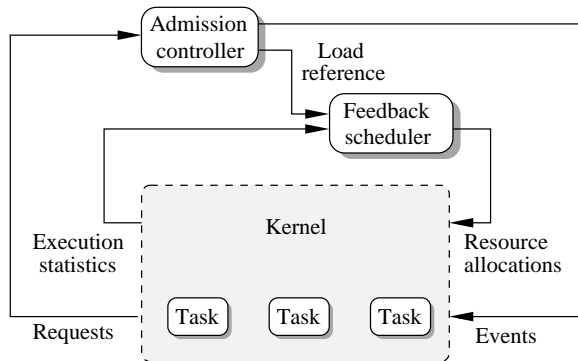 Admission
controller
Load
reference
Feedback
scheduler
Kernel
Execution
statistics
Resource
allocations
Task
Task
Task
Requests
Events